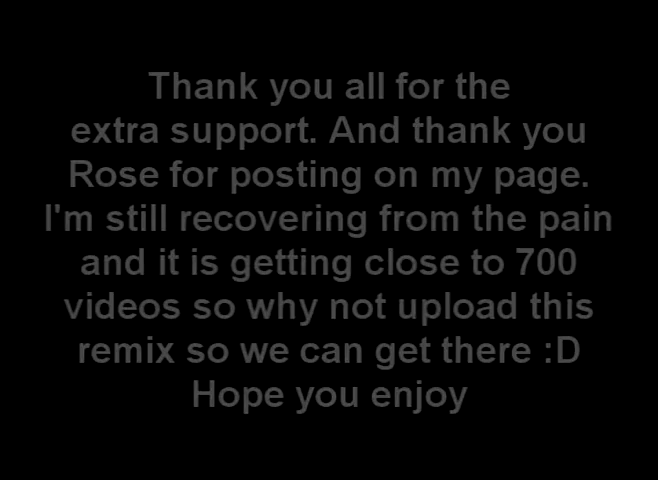 Thank you all for the
extra support. And thank you
Rose for posting on my page.
I'm still recovering from the pain
and it is getting close to 700
videos so why not upload this
remix so we can get there :D
Hope you enjoy